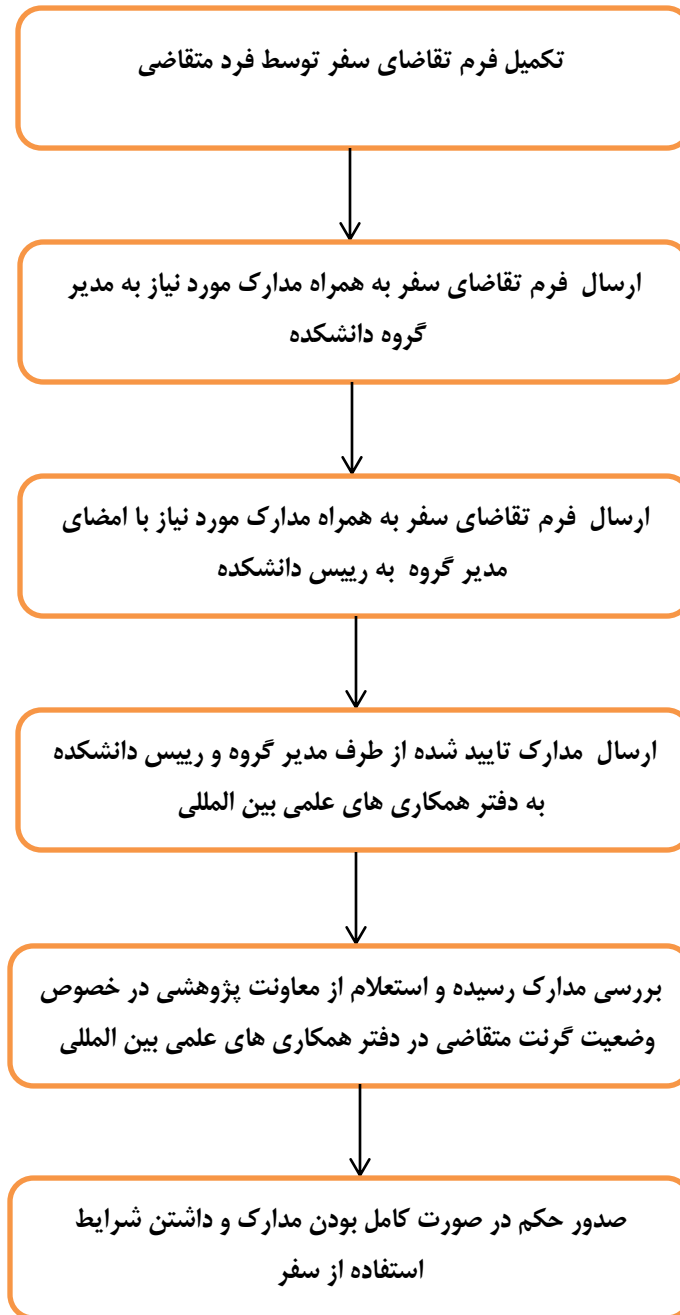 تکمیل فرم تقاضای سفر توسط فرد متقاضی
ارسال فرم تقاضای سفر به همراه مدارک مورد نیاز به مدیر
گروه دانشکده
ارسال فرم تقاضای سفر به همراه مدارک مورد نیاز با امضای
مدیر گروه به رییس دانشکده
ارسال مدارک تایید شده از طرف مدیر گروه و رییس دانشکده
به دفتر همکاری های علمی بین المللی
بررسی مدارک رسیده و استعلام از معاونت پژوهشی در خصوص
وضعیت گرنت متقاضی در دفتر همکاری های علمی بین المللی
صدور حکم در صورت کامل بودن مدارک و داشتن شرایط
استفاده از سفر